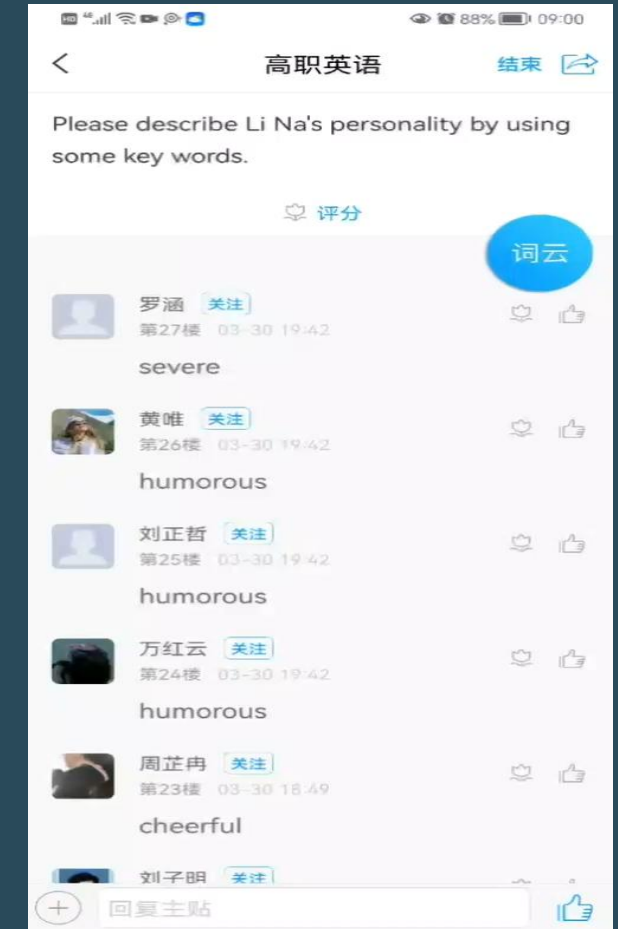 HD 4G 88% 09:00
高职英语 结束
Please describe Li Na's personality by using
some key words.
评分
词云
罗涵 关注
第27楼 03-30 19:42
severe
黄唯 关注
第26楼 03-30 19:42
humorous
刘正哲 关注
第25楼 03-30 19:42
humorous
万红云 关注
第24楼 03-30 19:42
humorous
周芷冉 关注
第23楼 03-30 18:49
cheerful
刘子明 关注
回复主贴